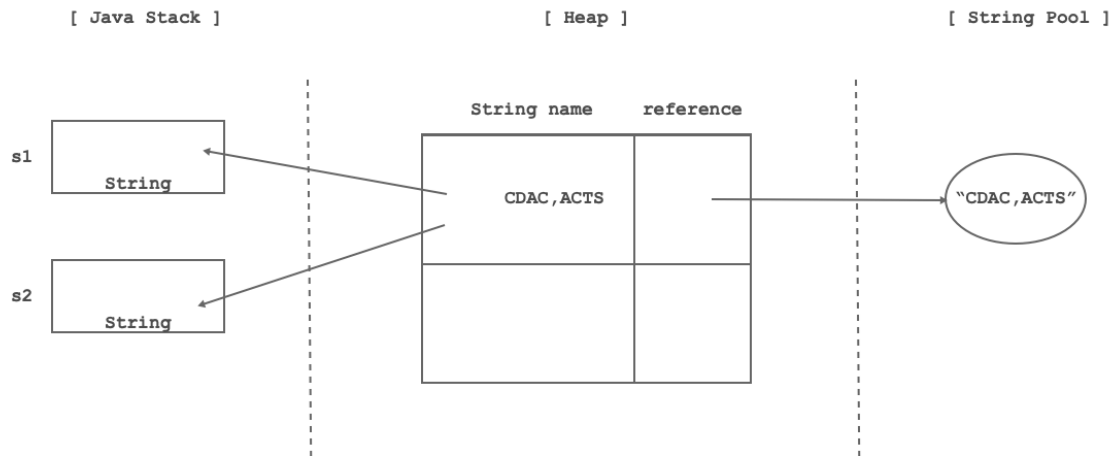 [ Java Stack ]
[ Heap ]
[ String Pool ]
String name
reference
s1
String
CDAC,ACTS
“CDAC,ACTS”
s2
String